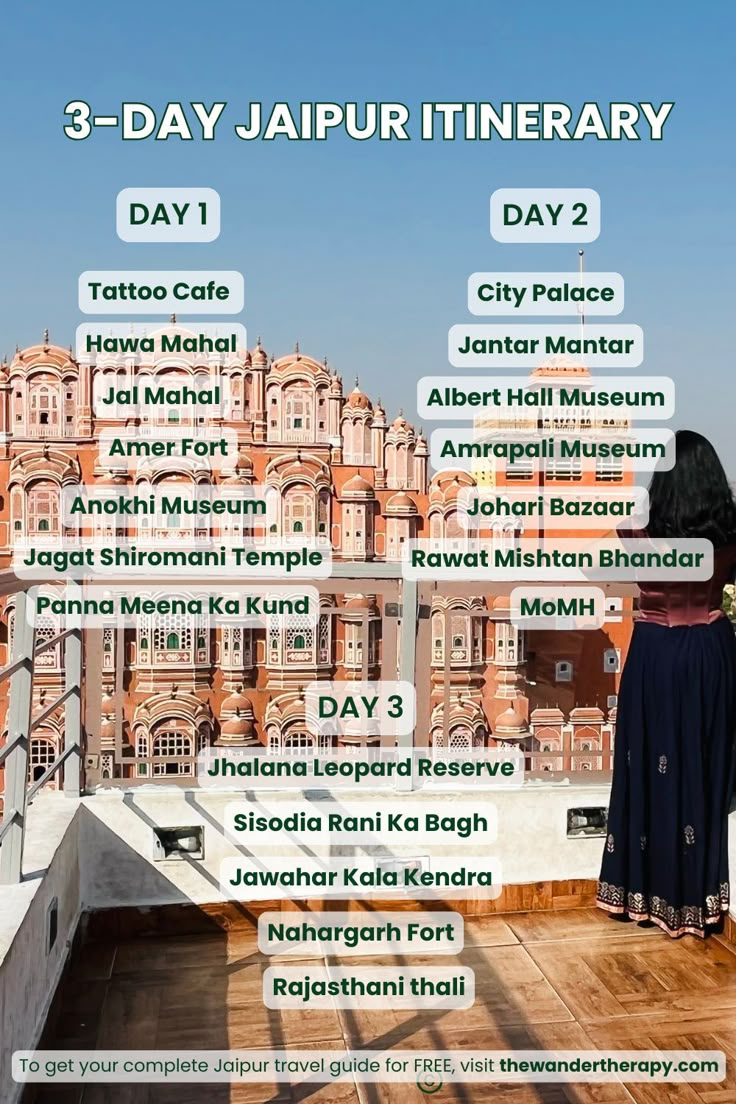 3-DAY JAIPUR ITINERARY
DAY 1
Tattoo Cafe
Hawa Mahal
Jal Mahal
Amer Fort
Anokhi Museum
Jagat Shiromani Temple
Panna Meena Ka Kund
DAY 2
City Palace
Jantar Mantar
Albert Hall Museum
Amrapali Museum
Johari Bazaar
Rawat Mishtan Bhandar
MoMH
DAY 3
Jhalana Leopard Reserve
Sisodia Rani Ka Bagh
Jawahar Kala Kendra
Nahargarh Fort
Rajasthani thali
To get your complete Jaipur travel guide for FREE, visit thewandertherapy.com
©